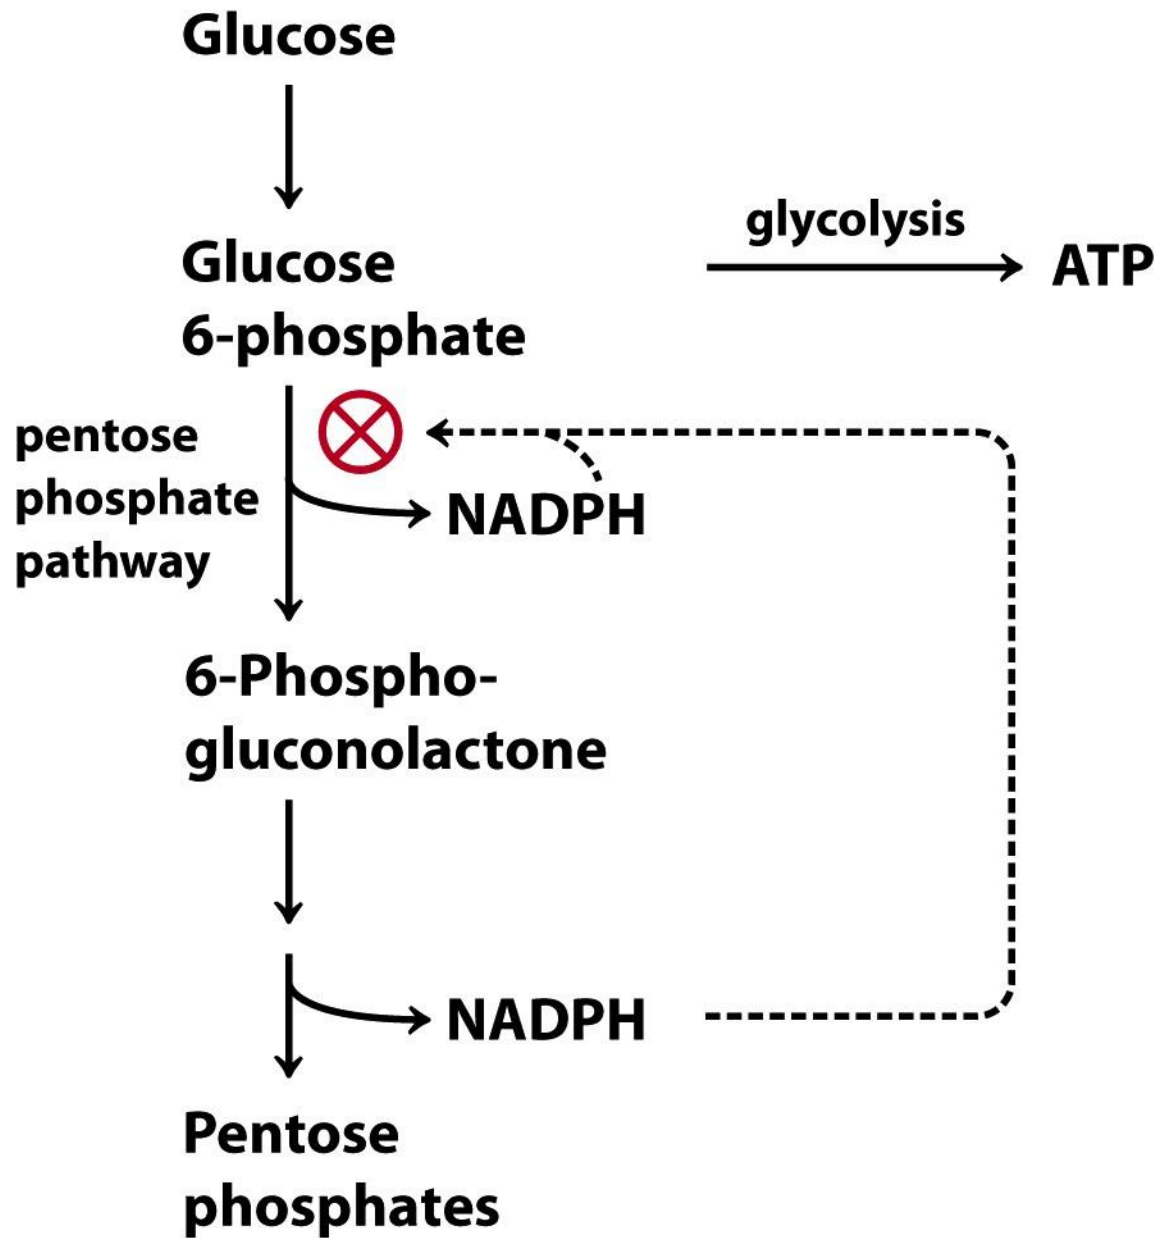 Glucose
glycolysis
Glucose
ATP
6-phosphate
pentose
phosphate
pathway
NADPH
6-Phospho-
gluconolactone
NADPH
Pentose
phosphates